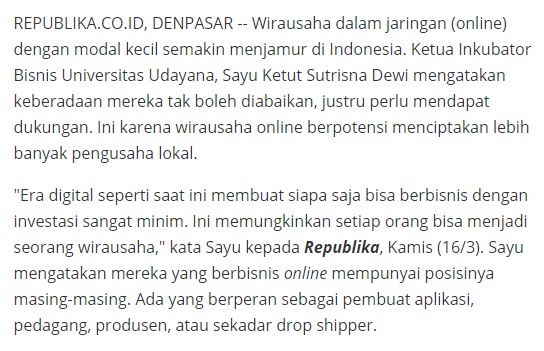 REPUBLIKA.CO.ID, DENPASAR -- Wirausaha dalam jaringan (online)
dengan modal kecil semakin menjamur di Indonesia. Ketua Inkubator
Bisnis Universitas Udayana, Sayu Ketut Sutrisna Dewi mengatakan
keberadaan mereka tak boleh diabaikan, justru perlu mendapat
dukungan. Ini karena wirausaha online berpotensi menciptakan lebih
banyak pengusaha lokal.
"Era digital seperti saat ini membuat siapa saja bisa berbisnis dengan
investasi sangat minim. Ini memungkinkan setiap orang bisa menjadi
seorang wirausaha," kata Sayu kepada Republika, Kamis (16/3). Sayu
mengatakan mereka yang berbisnis online mempunyai posisinya
masing-masing. Ada yang berperan sebagai pembuat aplikasi,
pedagang, produsen, atau sekadar drop shipper.